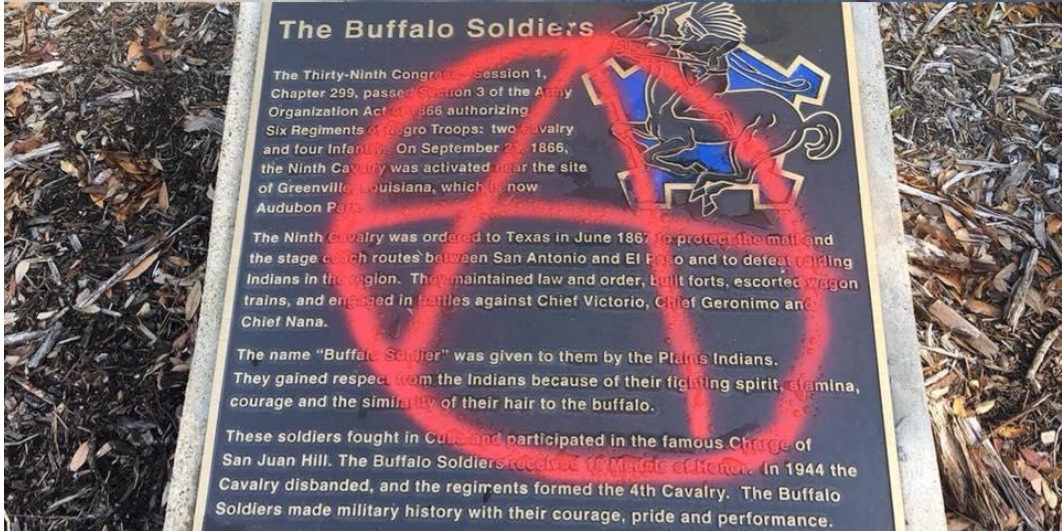 The Buffalo Soldiers
The Thirty-Ninth Congress, Session 1,
Chapter 299, passed Section 3 of the Army
Organization Act of 1866 authorizing
Six Regiments of Negro Troops: two cavalry
and four Infantry. On September 21, 1866,
the Ninth Cavalry was activated near the site
of Greenville, Louisiana, which is now
Audubon Park.
The Ninth Cavalry was ordered to Texas in June 1867 to protect the mail and
the stage coach routes between San Antonio and El Paso and to defeat raiding
Indians in the region. They maintained law and order, built forts, escorted wagon
trains, and engaged in battles against Chief Victorio, Chief Geronimo and
Chief Nana.
The name “Buffalo Soldier” was given to them by the Plains Indians.
They gained respect from the Indians because of their fighting spirit, stamina,
courage and the similarity of their hair to the buffalo.
These soldiers fought in Cuba and participated in the famous Charge of
San Juan Hill. The Buffalo Soldiers received Medals of Honor. In 1944 the
Cavalry disbanded, and the regiments formed the 4th Cavalry. The Buffalo
Soldiers made military history with their courage, pride and performance.